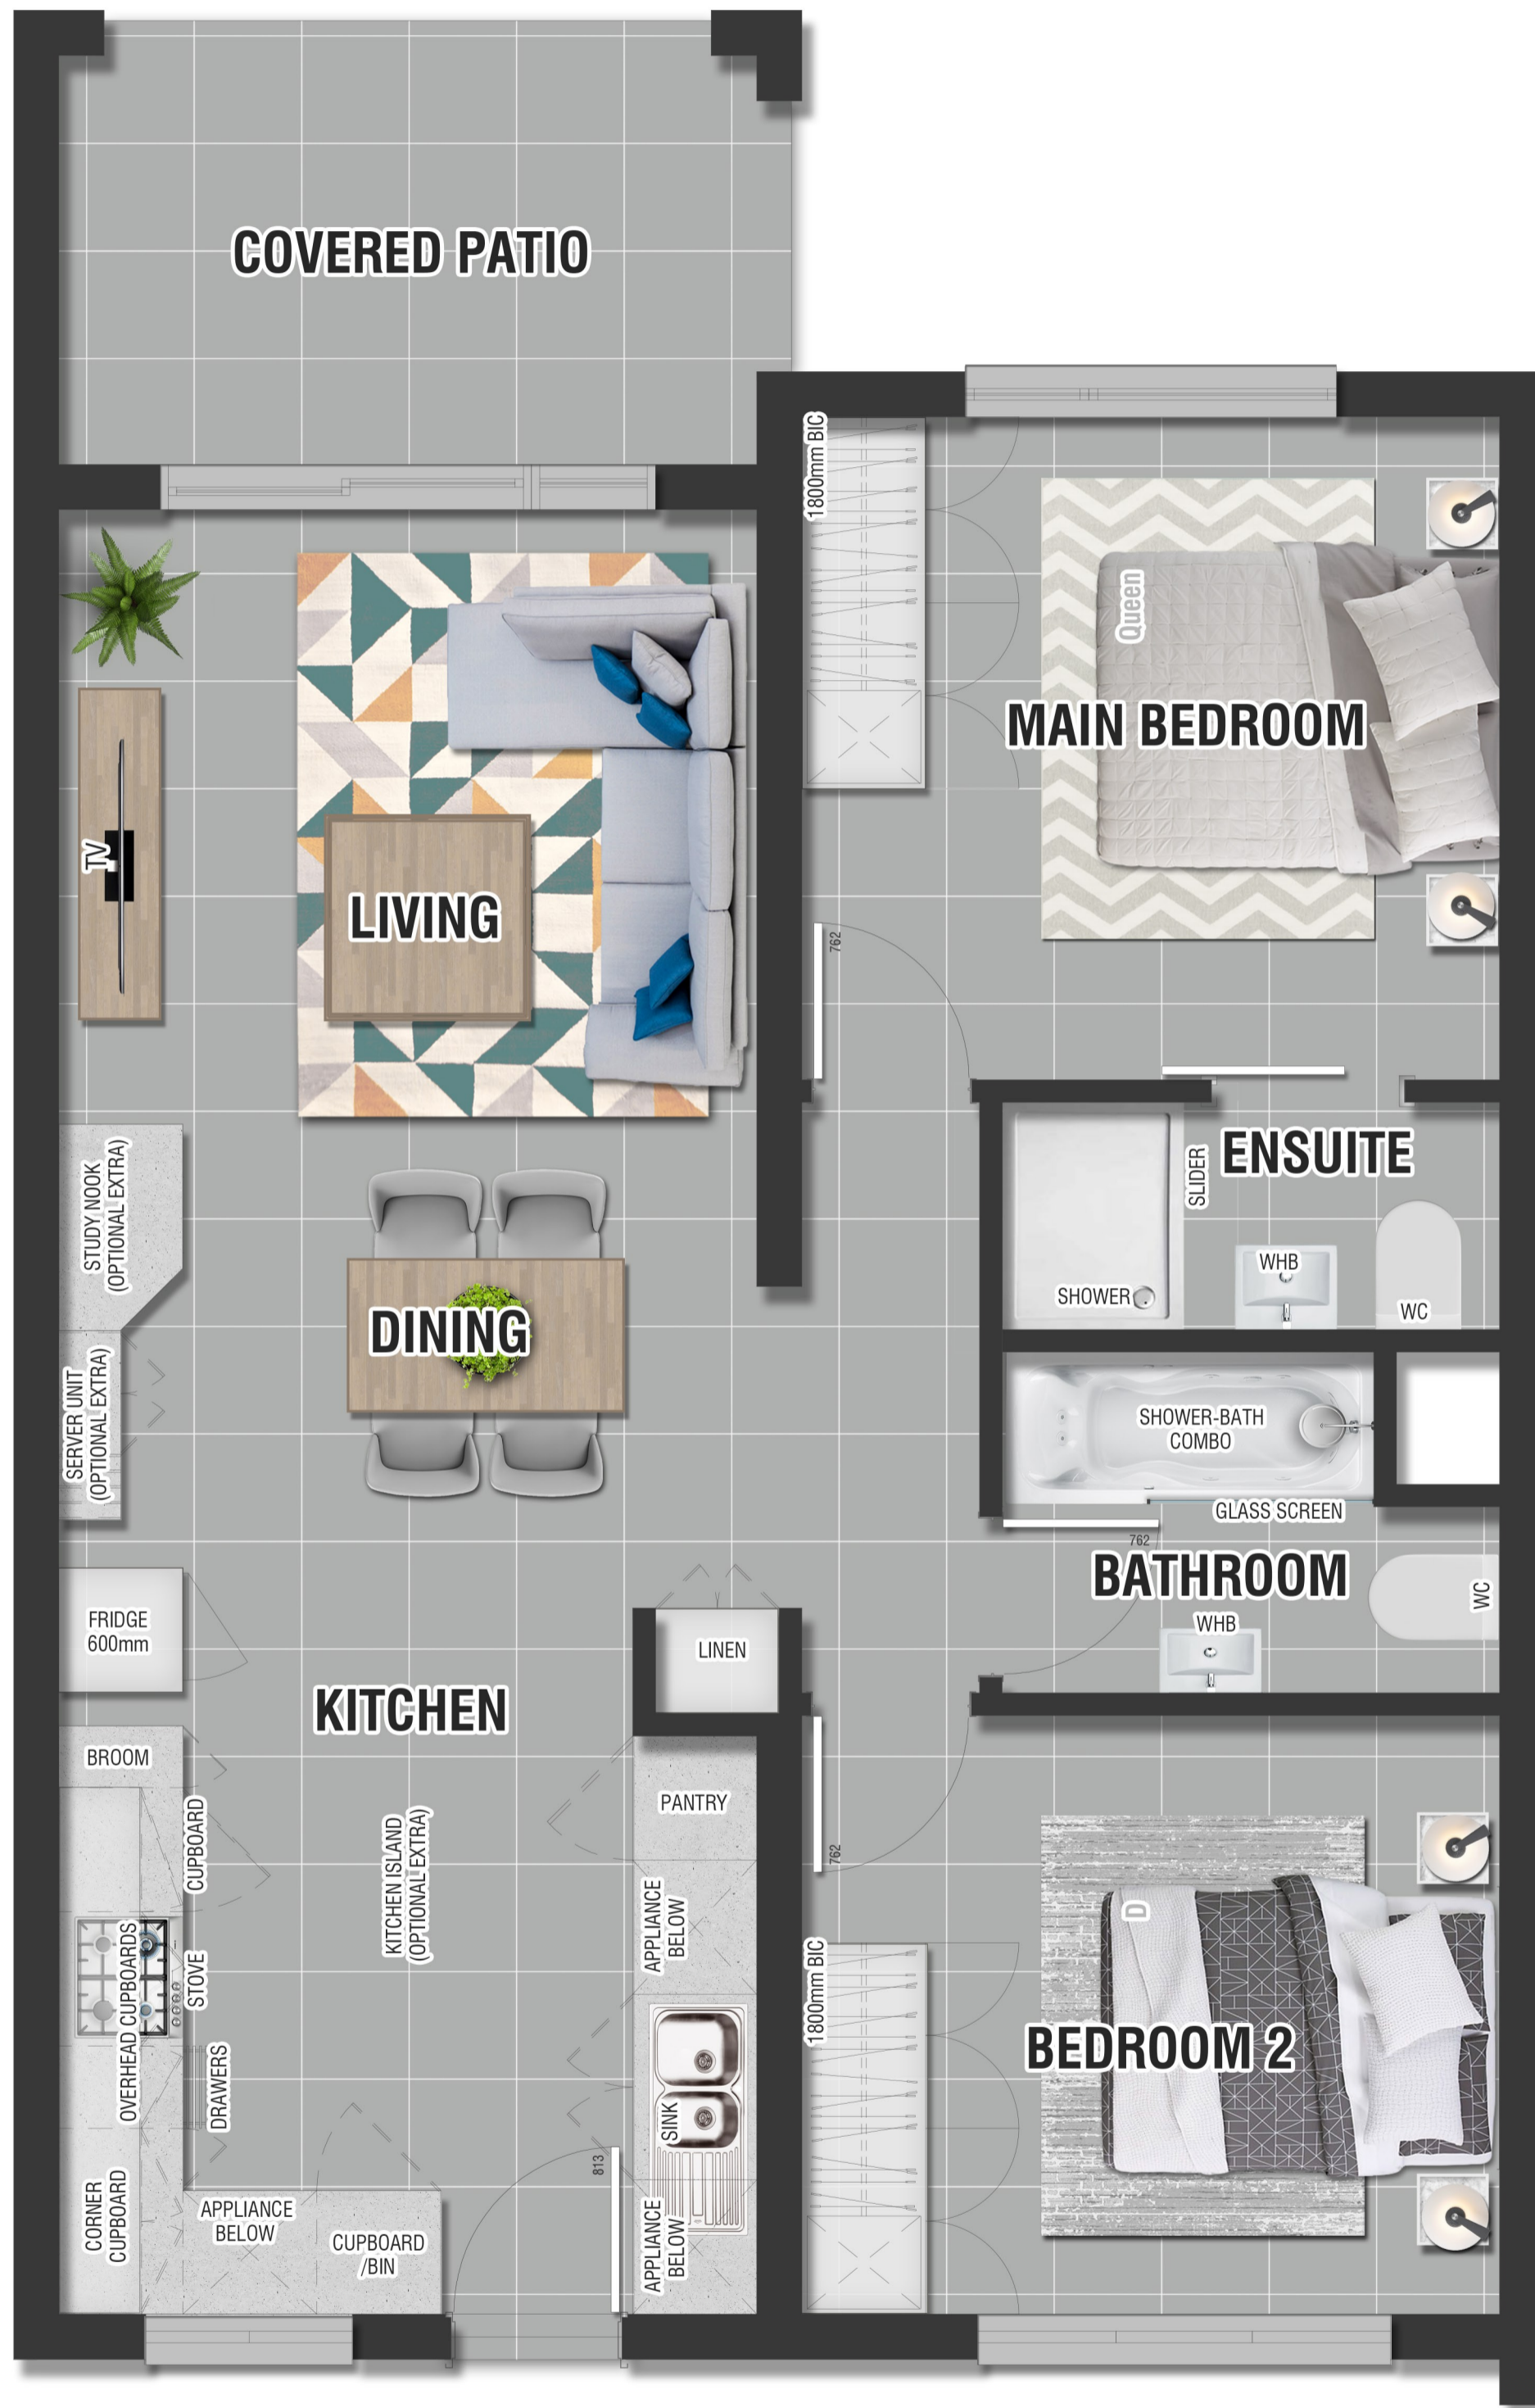 COVERED PATIO
1800mm BIC
Queen
MAIN BEDROOM
TV
LIVING
762
ENSUITE
SLIDER
STUDY NOOK
(OPTIONAL EXTRA)
WHB
SHOWER
WC
DINING
SERVER UNIT
(OPTIONAL EXTRA)
SHOWER-BATH
COMBO
GLASS SCREEN
762
BATHROOM
WC
WHB
FRIDGE
600mm
LINEN
KITCHEN
BROOM
PANTRY
CUPBOARD
KITCHEN ISLAND
(OPTIONAL EXTRA)
762
APPLIANCE
BELOW
D
OVERHEAD CUPBOARDS
STOVE
1800mm BIC
BEDROOM 2
DRAWERS
SINK
813
CORNER
CUPBOARD
APPLIANCE
BELOW
CUPBOARD
/BIN
APPLIANCE
BELOW